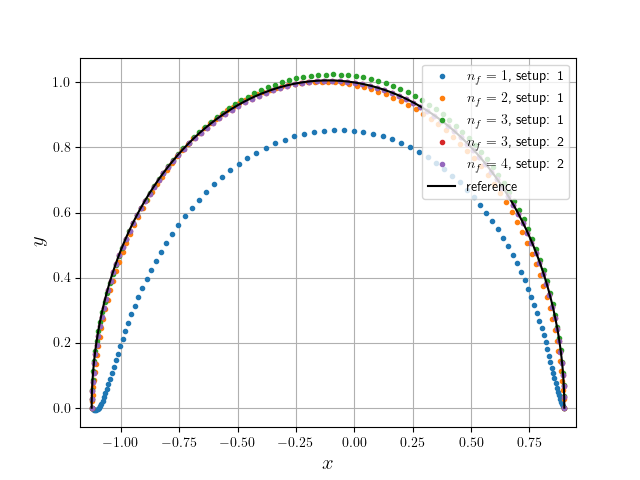 1.0
0.8
0.6
0.4
0.2
0.0
y
−1.00 −0.75 −0.50 −0.25 0.00 0.25 0.50 0.75
x
n_f = 1, setup: 1
n_f = 2, setup: 1
n_f = 3, setup: 1
n_f = 3, setup: 2
n_f = 4, setup: 2
reference